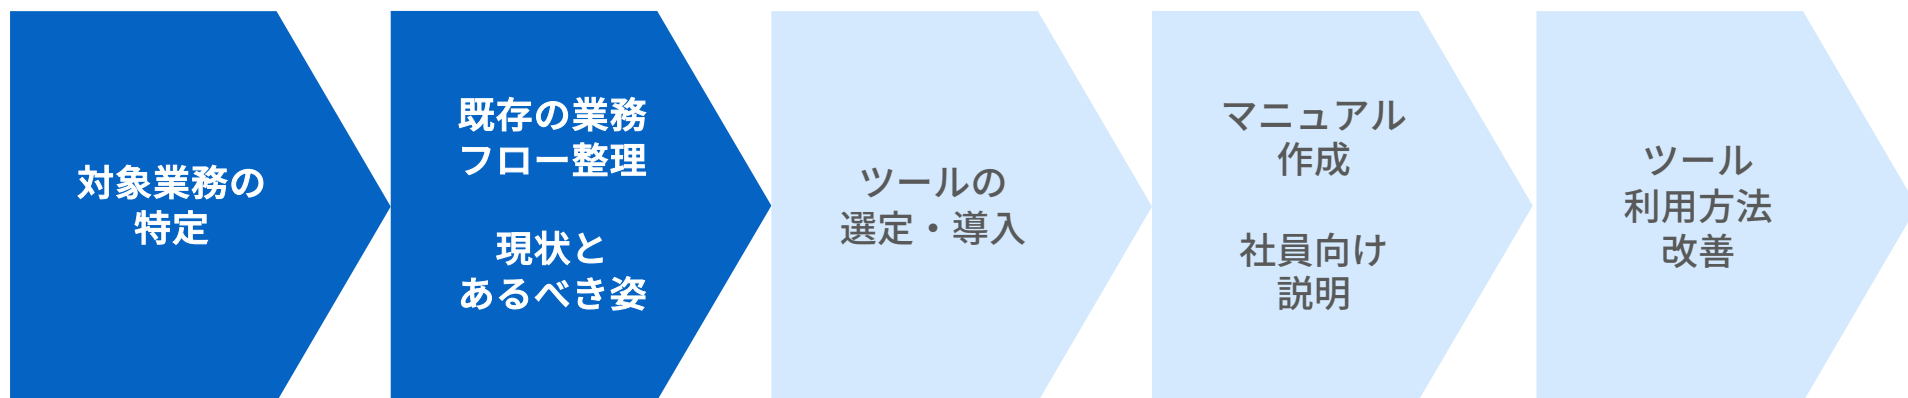 対象業務の
特定
既存の業務
フロー整理
現状と
あるべき姿
ツールの
選定・導入
マニュアル
作成
社員向け
説明
ツール
利用方法
改善